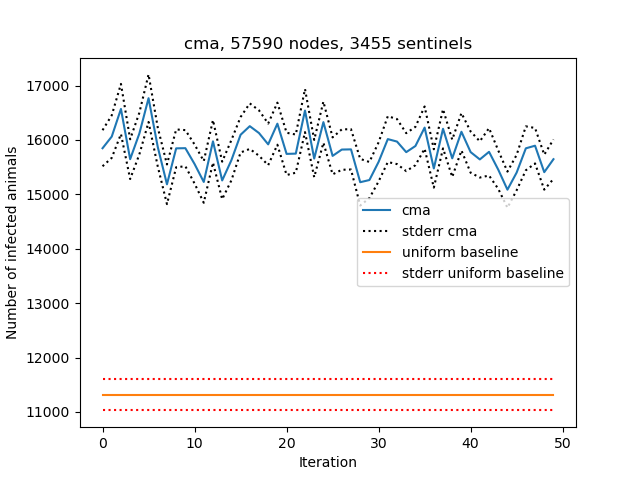 cma, 57590 nodes, 3455 sentinels
Number of infected animals
17000
16000
15000
14000
13000
12000
11000
cma
stderr cma
uniform baseline
stderr uniform baseline
0 10 20 30 40 50
Iteration